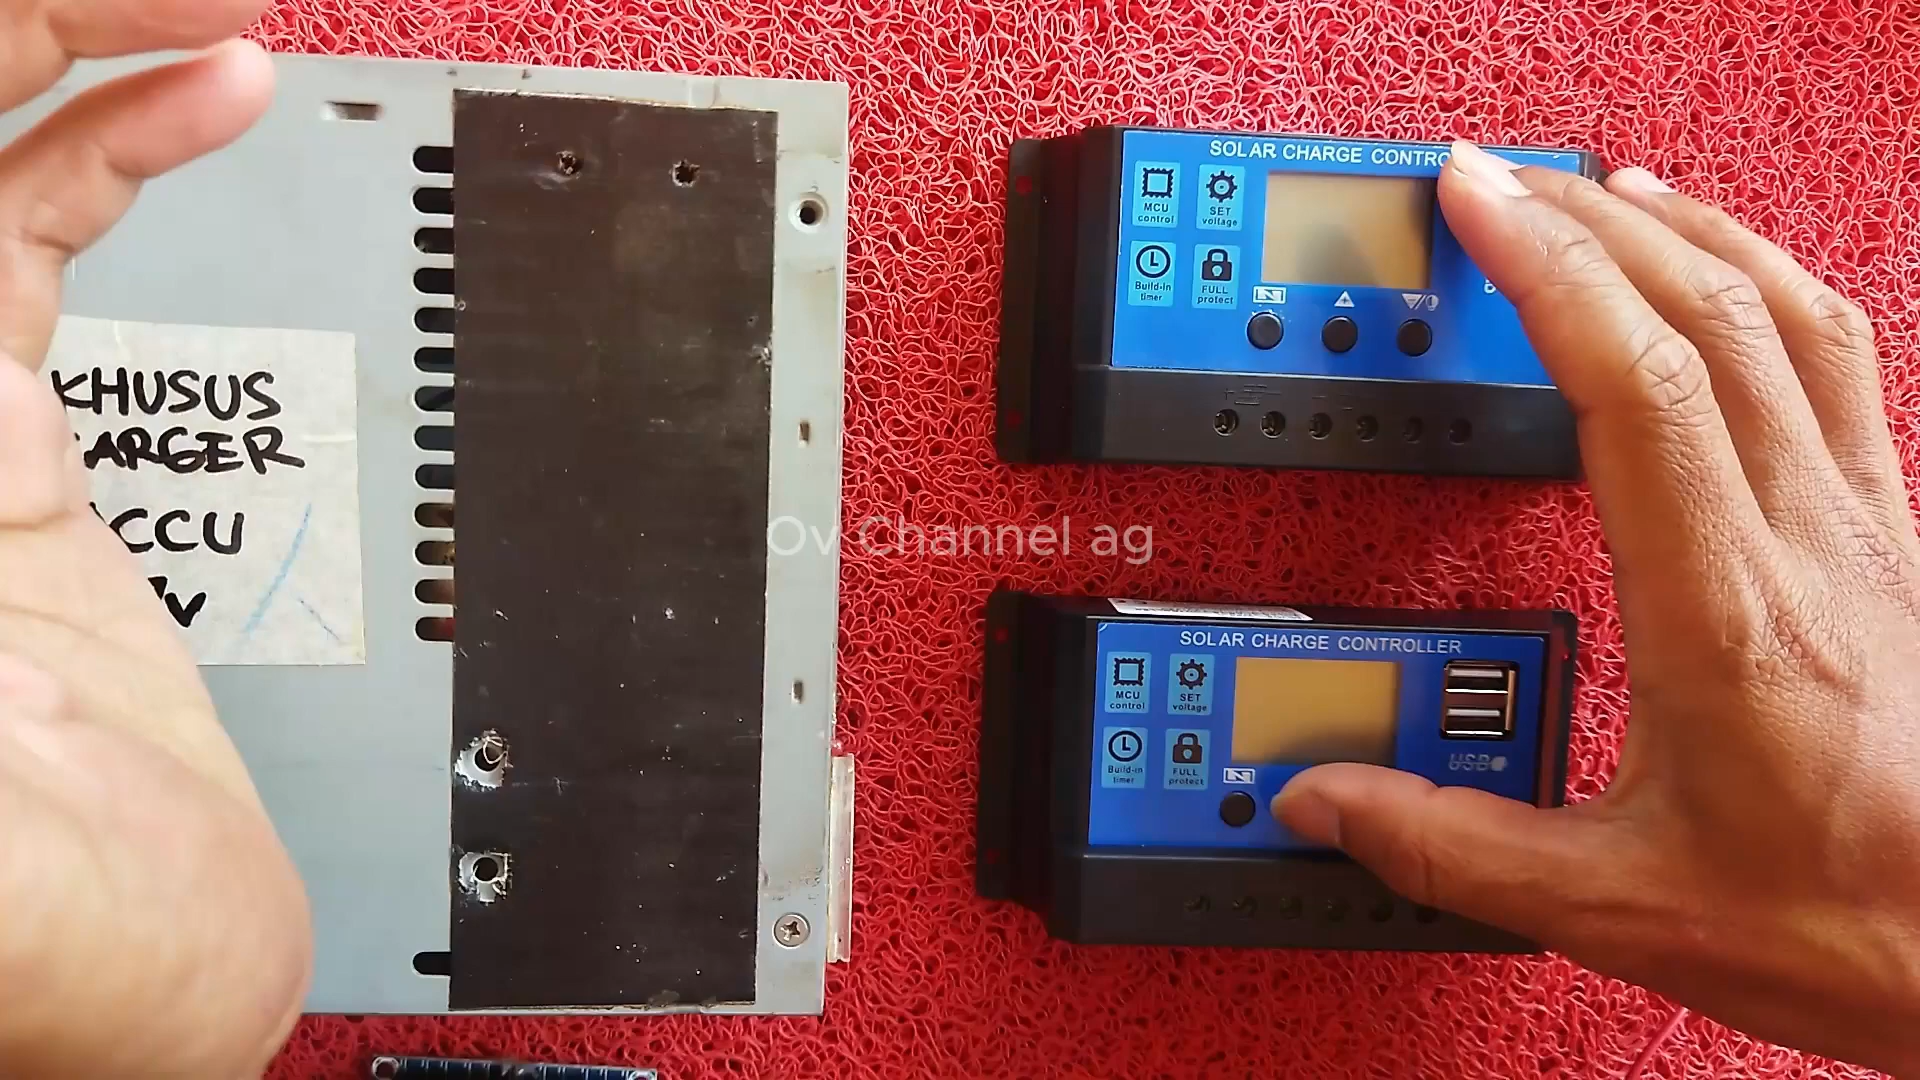 KHUSUS
ARGER
CCU
v
SOLAR CHARGE CONTRO
MCU
control
SET
voltage
Build-in
timer
FULL
protect
Ov Channel ag
SOLAR CHARGE CONTROLLER
MCU
control
SET
voltage
Build-in
timer
FULL
protect
USB